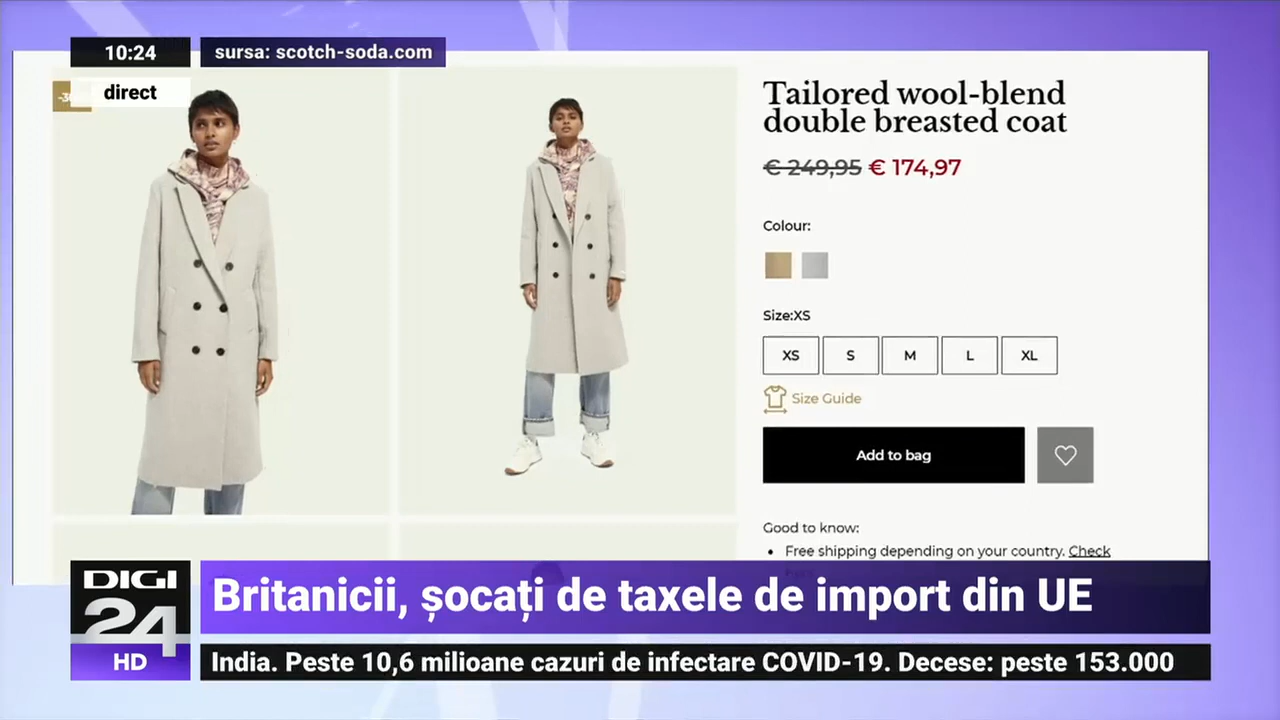 10:24
sursa: scotch-soda.com
direct
Tailored wool-blend
double breasted coat
€ 249,95 € 174,97
Colour:
Size:XS
XS S M L XL
Size Guide
Add to bag
Good to know:
Free shipping depending on your country. Check
DIGI
24
HD
Britanicii, șocați de taxele de import din UE
India. Peste 10,6 milioane cazuri de infectare COVID-19. Decese: peste 153.000